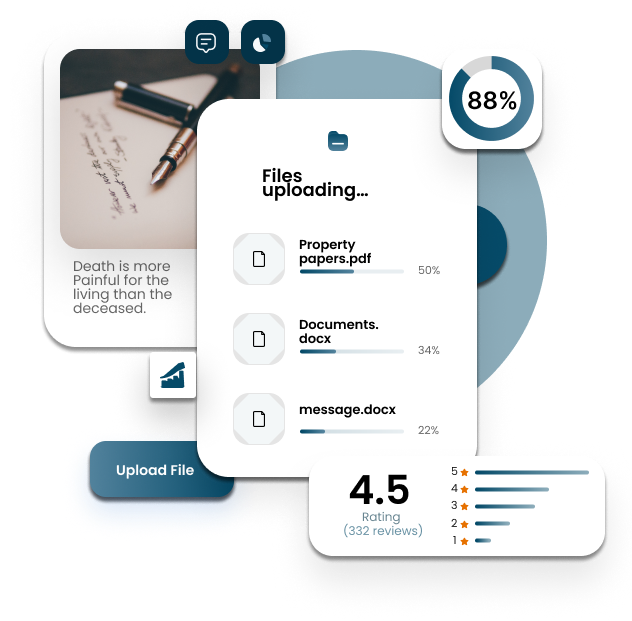 88%
Files
uploading...
Property
papers.pdf
50%
Death is more
Painful for the
living than the
deceased.
Documents.
docx
34%
message.docx
22%
Upload File
4.5
Rating
(332 reviews)
5
4
3
2
1